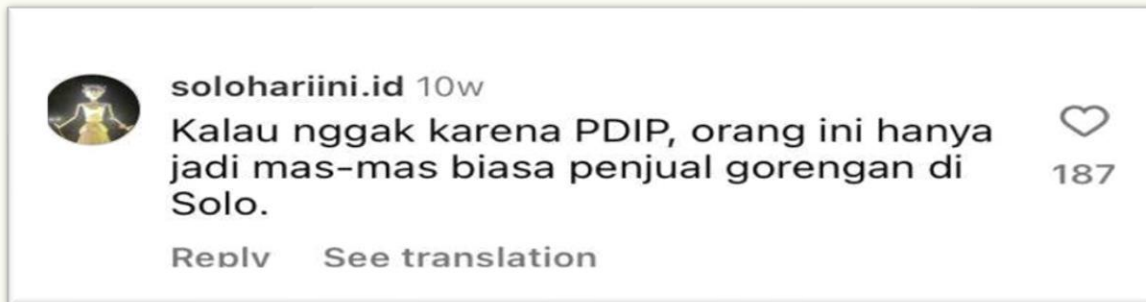 solohariini.id 10w
Kalau nggak karena PDIP, orang ini hanya
jadi mas-mas biasa penjual gorengan di
Solo.
187
Reply See translation